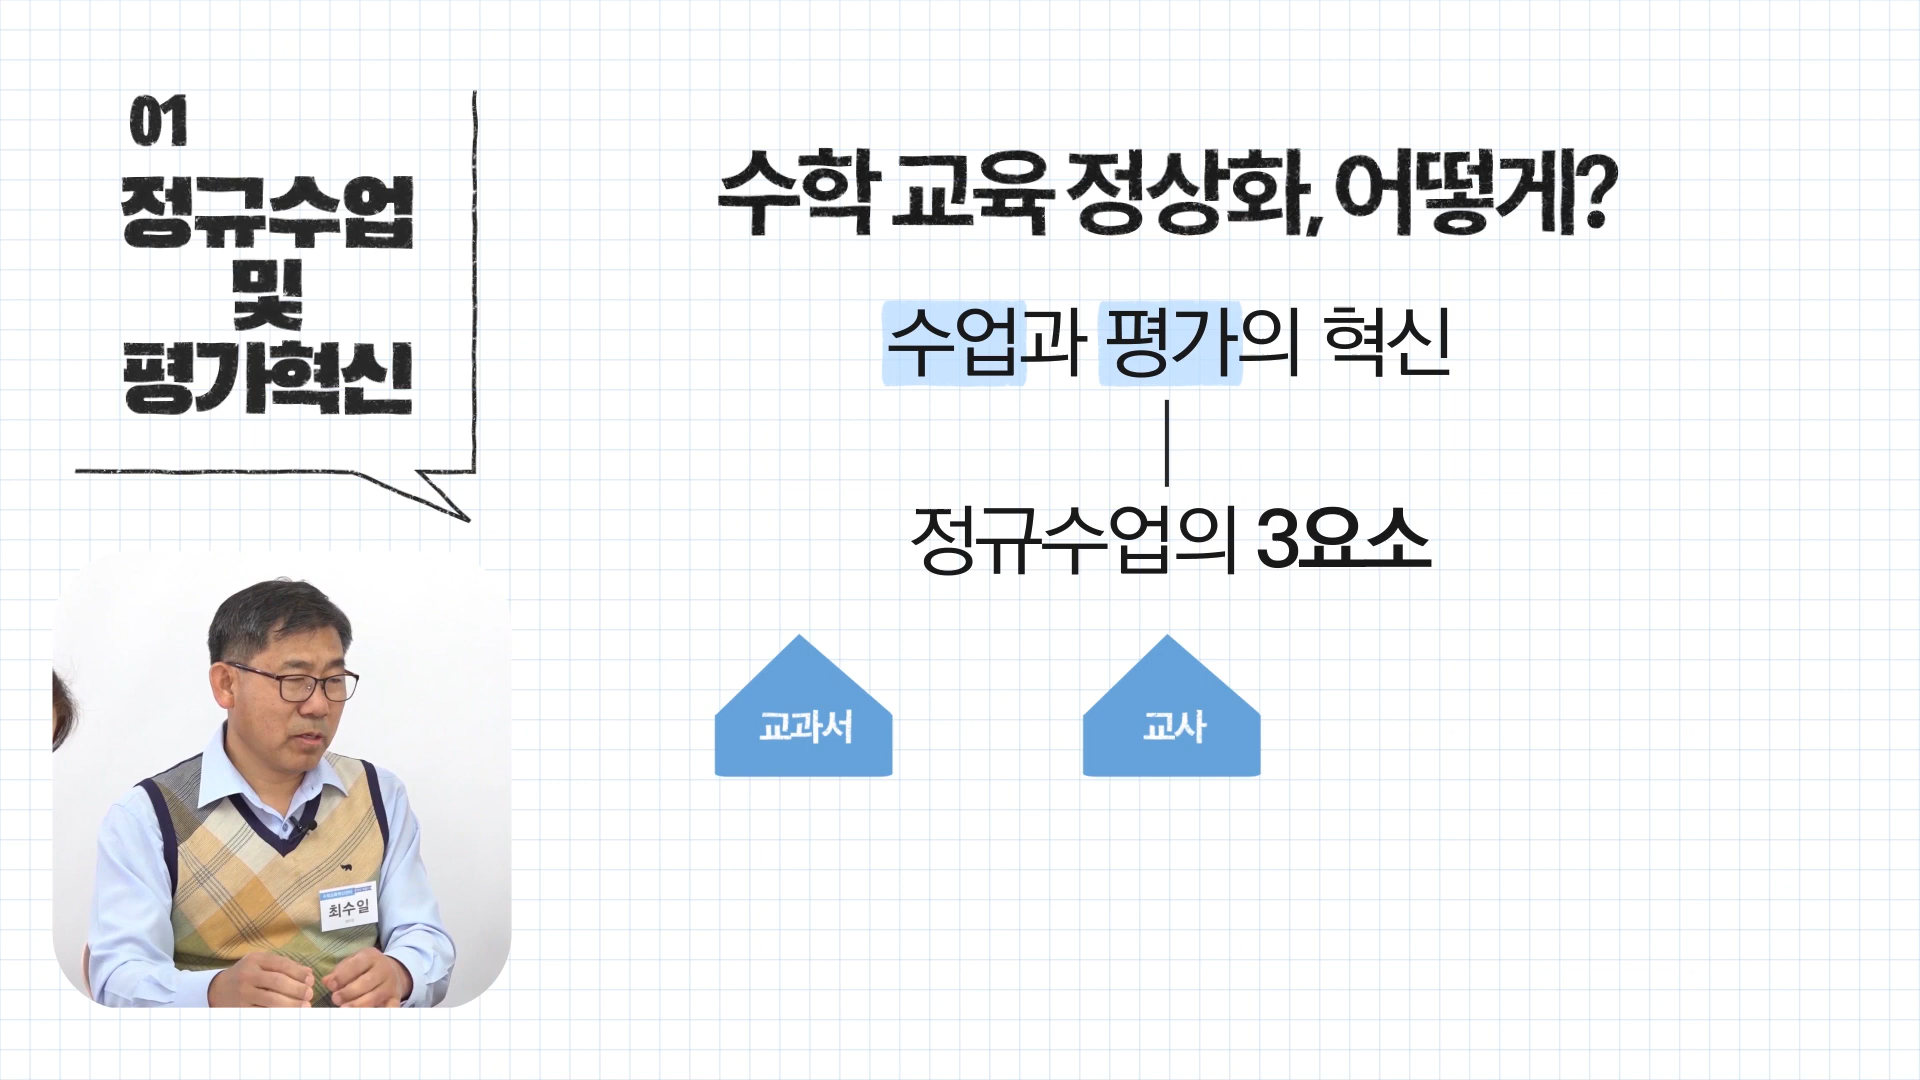 01
정규수업
및
평가혁신
수학 교육 정상화, 어떻게?
수업과 평가의 혁신
정규수업의 3요소
교과서
교사
최수일